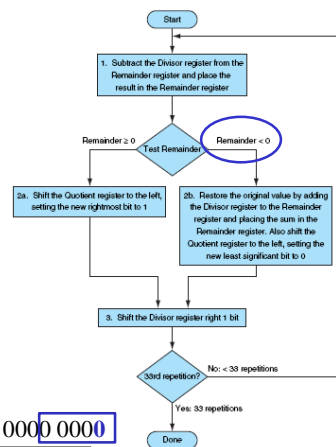 Start
1. Subtract the Divisor register from the
Remainder register and place the
result in the Remainder register
Remainder ≥ 0
Remainder < 0
Test Remainder
2a. Shift the Quotient register to the left,
setting the new rightmost bit to 1
2b. Restore the original value by adding
the Divisor register to the Remainder
register and placing the sum in the
Remainder register. Also shift the
Quotient register to the left, setting the
new least significant bit to 0
3. Shift the Divisor register right 1 bit
No: < 33 repetitions
33rd repetition?
Yes: 33 repetitions
0000 0000
Done